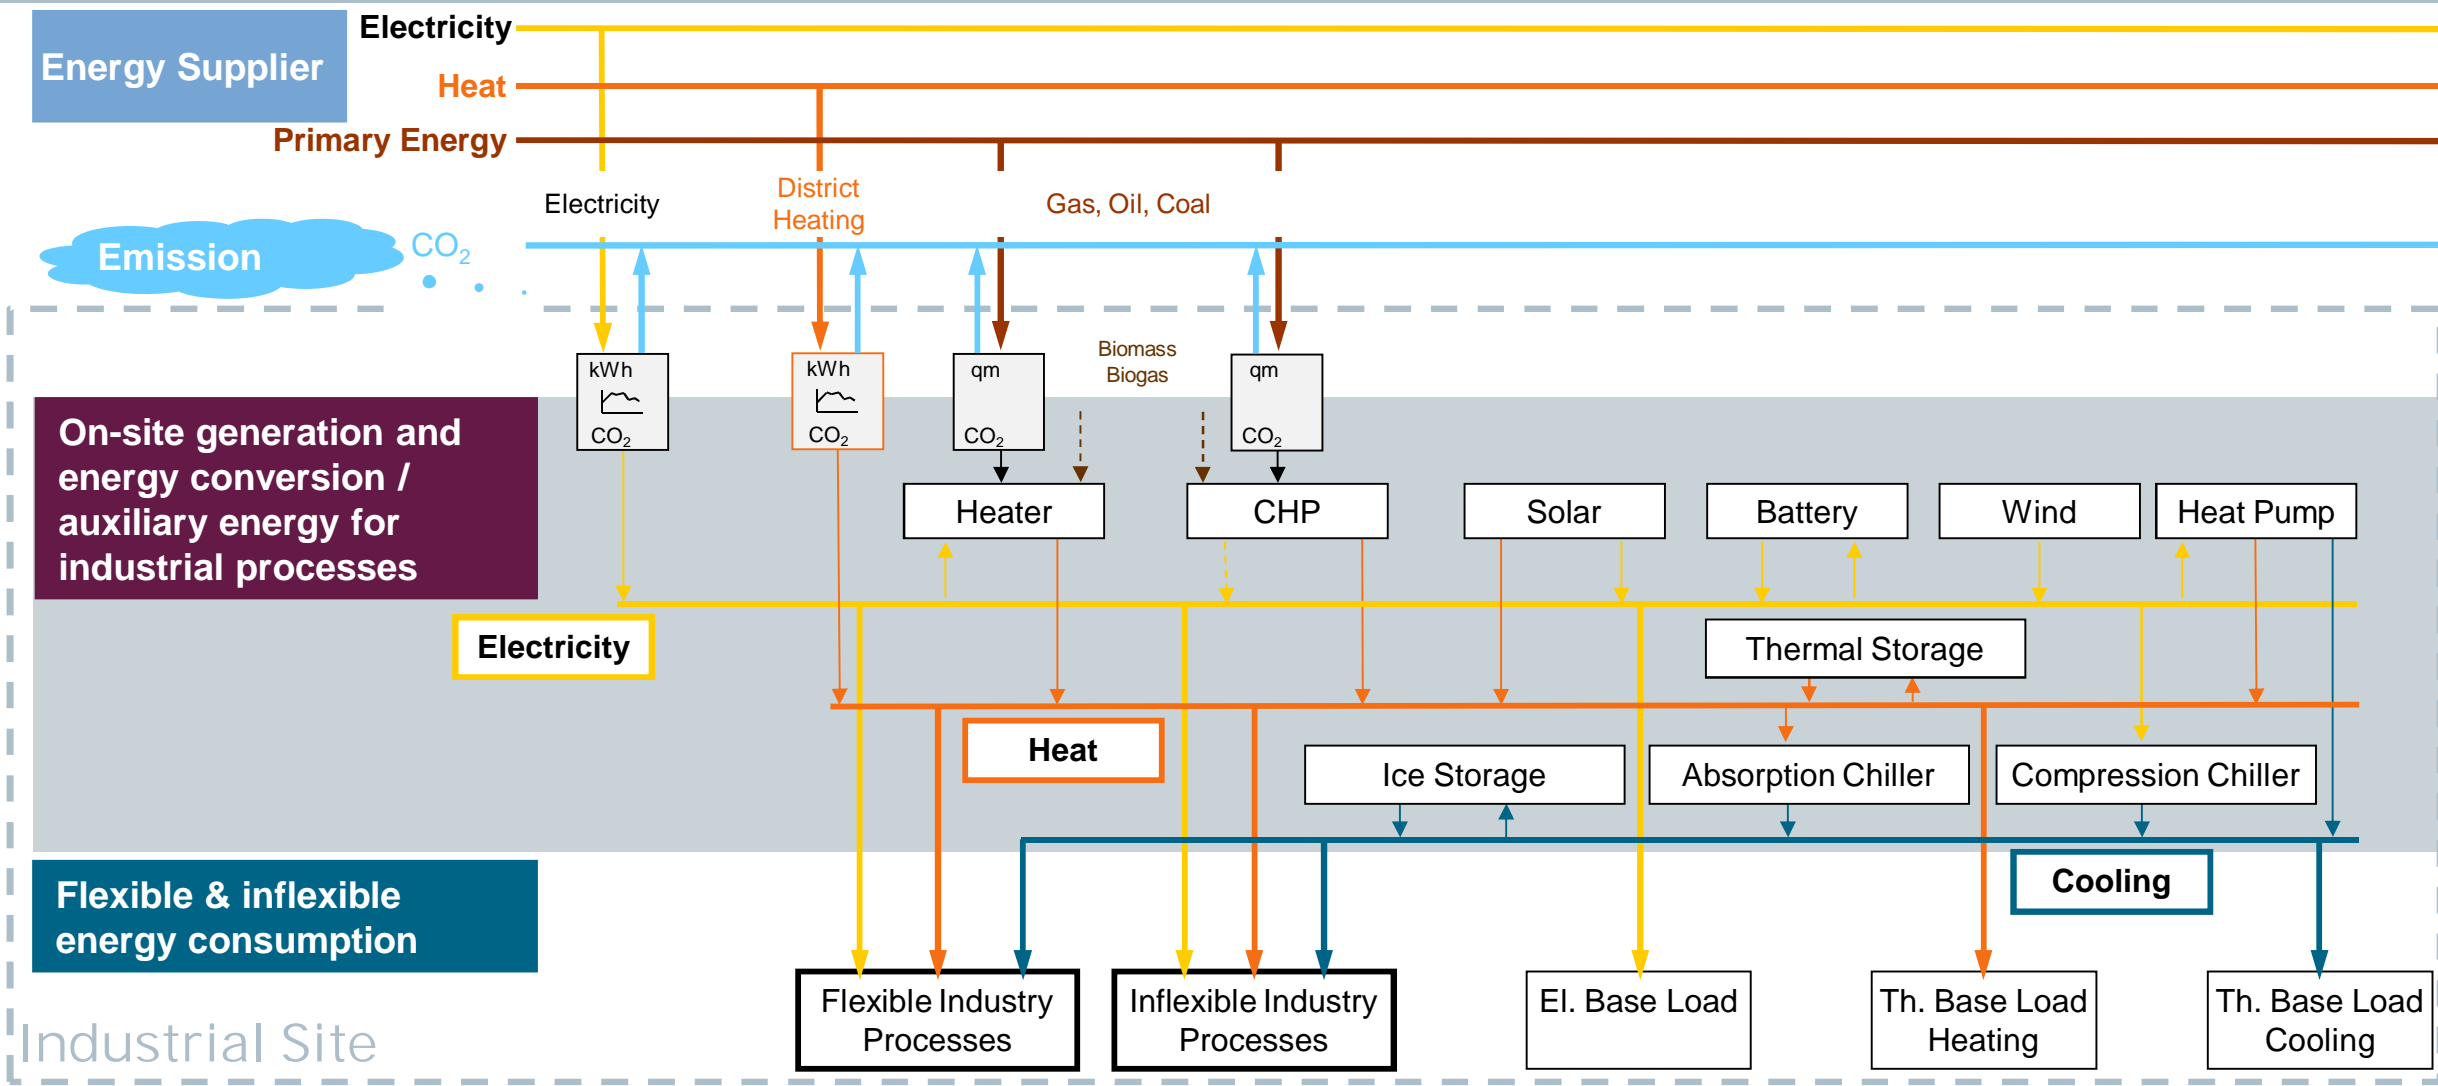 Electricity
Energy Supplier
Heat
Primary Energy
Electricity
District
Heating
Gas, Oil, Coal
Emission
CO₂
kWh
CO₂
kWh
CO₂
qm
CO₂
Biomass
Biogas
qm
CO₂
On-site generation and
energy conversion /
auxiliary energy for
industrial processes
Heater
CHP
Solar
Battery
Wind
Heat Pump
Electricity
Thermal Storage
Heat
Ice Storage
Absorption Chiller
Compression Chiller
Cooling
Flexible & inflexible
energy consumption
Flexible Industry
Processes
Inflexible Industry
Processes
El. Base Load
Th. Base Load
Heating
Th. Base Load
Cooling
Industrial Site